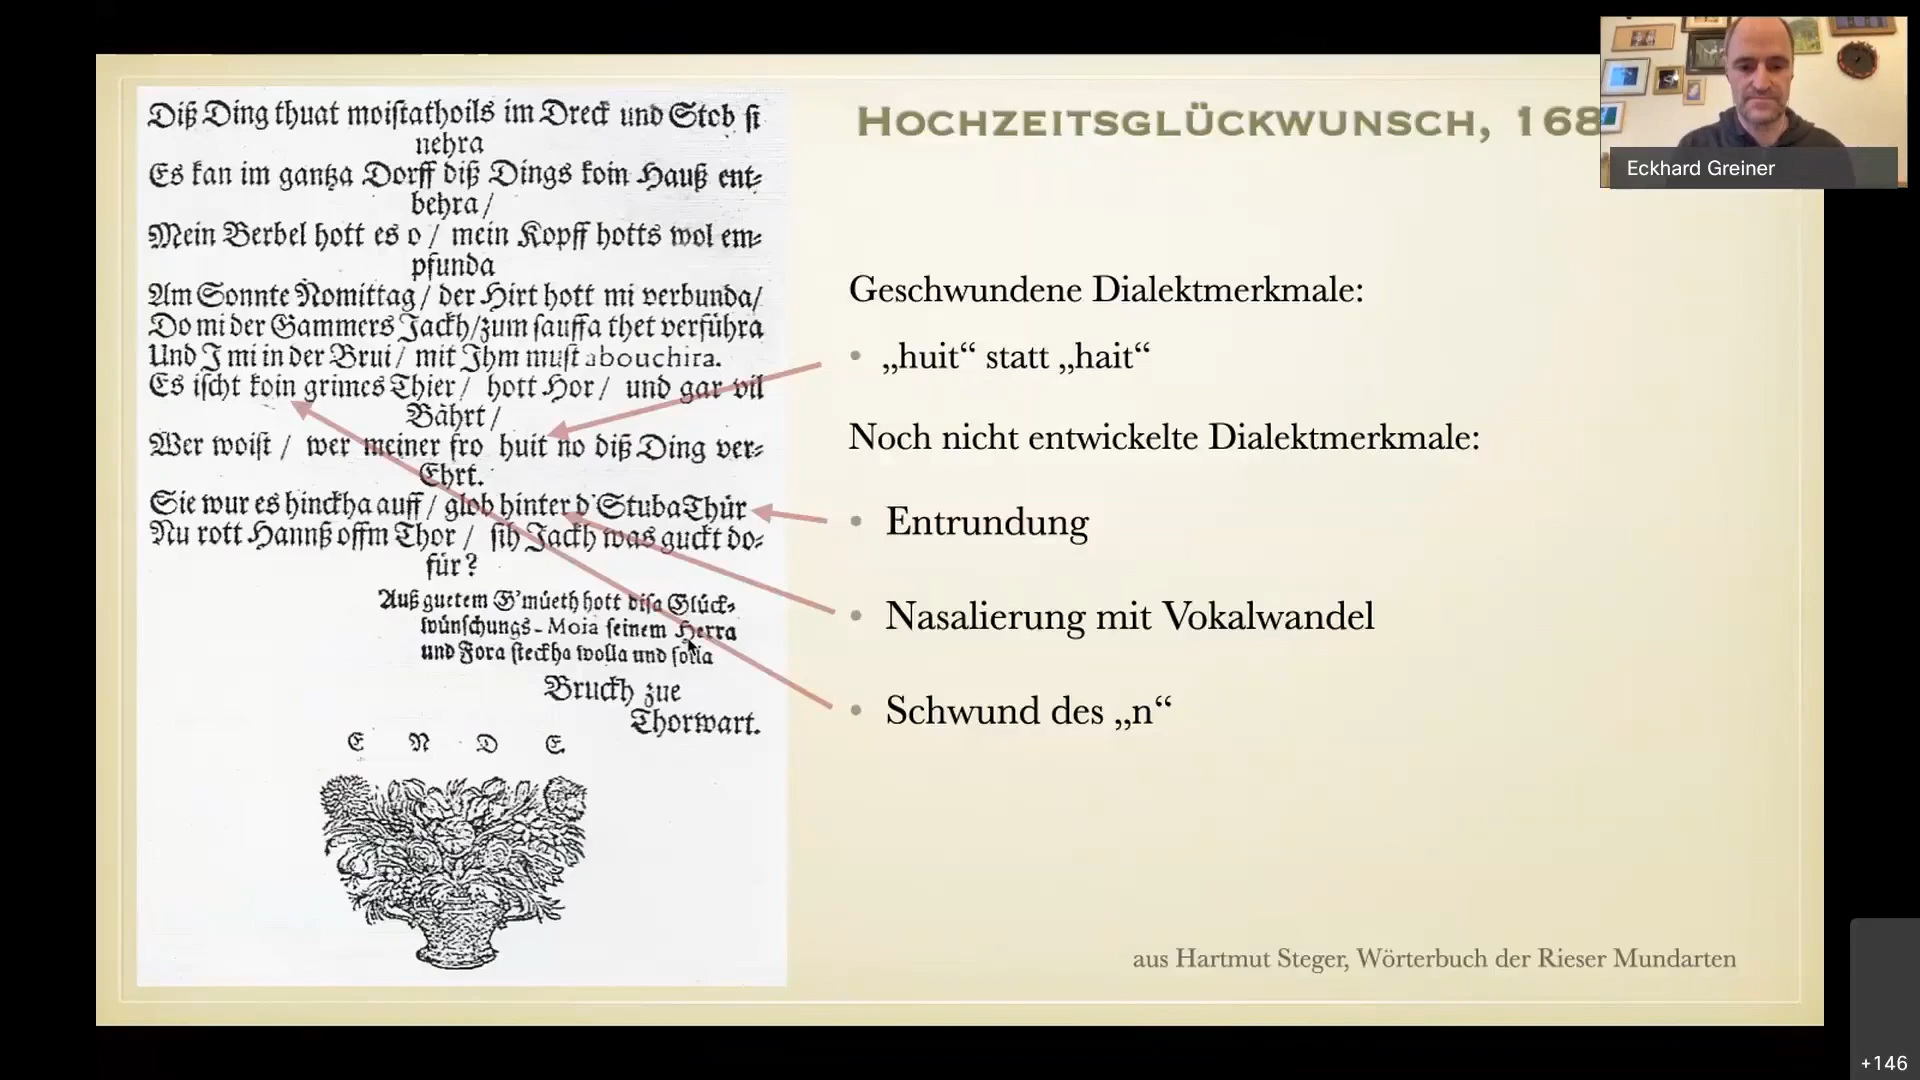 Diß Ding thuat moistathoils im Dreck und Stob si
nehra
Es kan im gantza Dorff diß Dings koin Hauß ent-
behra /
Mein Berbel hott es o / mein Kopff hotts wol em-
pfunda
Am Sonnte Nomittag / der Hirt hott mi verbunda /
Do mi der Gammers Jackh / zum sauffa thet verführa
Und I mi in der Brui / mit Ihm must abouchira.
Es ischt koin grimes Thier / hott Hor / und gar vil
Bährt /
Wer woist / wer meiner fro huit no diß Ding ver-
Ehrt.
Sie wur es hinckha auff / glob hinter d' Stuba Thür
Nu rott Hannß offm Thor / sih Jackh was guckt do-
für?
Auß guetem G'müeth hott disa Glück-
wünschungs-Moia seinem Herra
und Fora steckha wolla und solla
Bruckh zue
Thorwart.
E N D E.
HOCHZEITSGLÜCKWUNSCH, 168
Geschwundene Dialektmerkmale:
• „huit“ statt „hait“
Noch nicht entwickelte Dialektmerkmale:
• Entrundung
• Nasalierung mit Vokalwandel
• Schwund des „n“
aus Hartmut Steger, Wörterbuch der Rieser Mundarten
Eckhard Greiner
+146